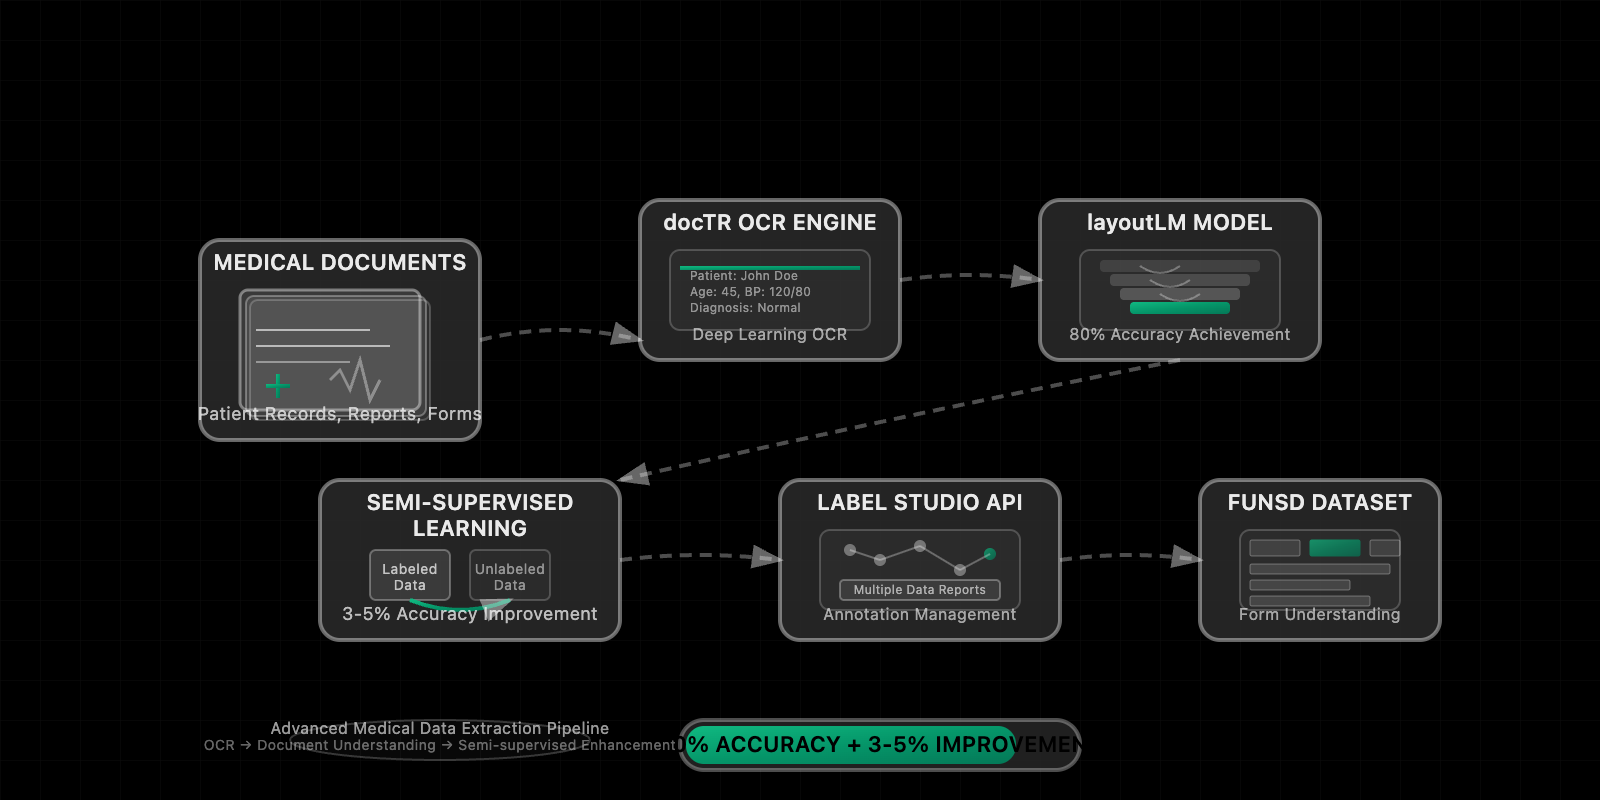 docTR OCR ENGINE
layoutLM MODEL
MEDICAL DOCUMENTS
Patient: John Doe
Age: 45, BP: 120/80
Diagnosis: Normal
Deep Learning OCR
80% Accuracy Achievement
Patient Records, Reports, Forms
SEMI-SUPERVISED
LEARNING
Labeled
Data
Unlabeled
Data
3-5% Accuracy Improvement
LABEL STUDIO API
Multiple Data Reports
Annotation Management
FUNSD DATASET
Form Understanding
Advanced Medical Data Extraction Pipeline
OCR → Document Understanding → Semi-supervised Enhancement
0% ACCURACY + 3-5% IMPROVEMEN